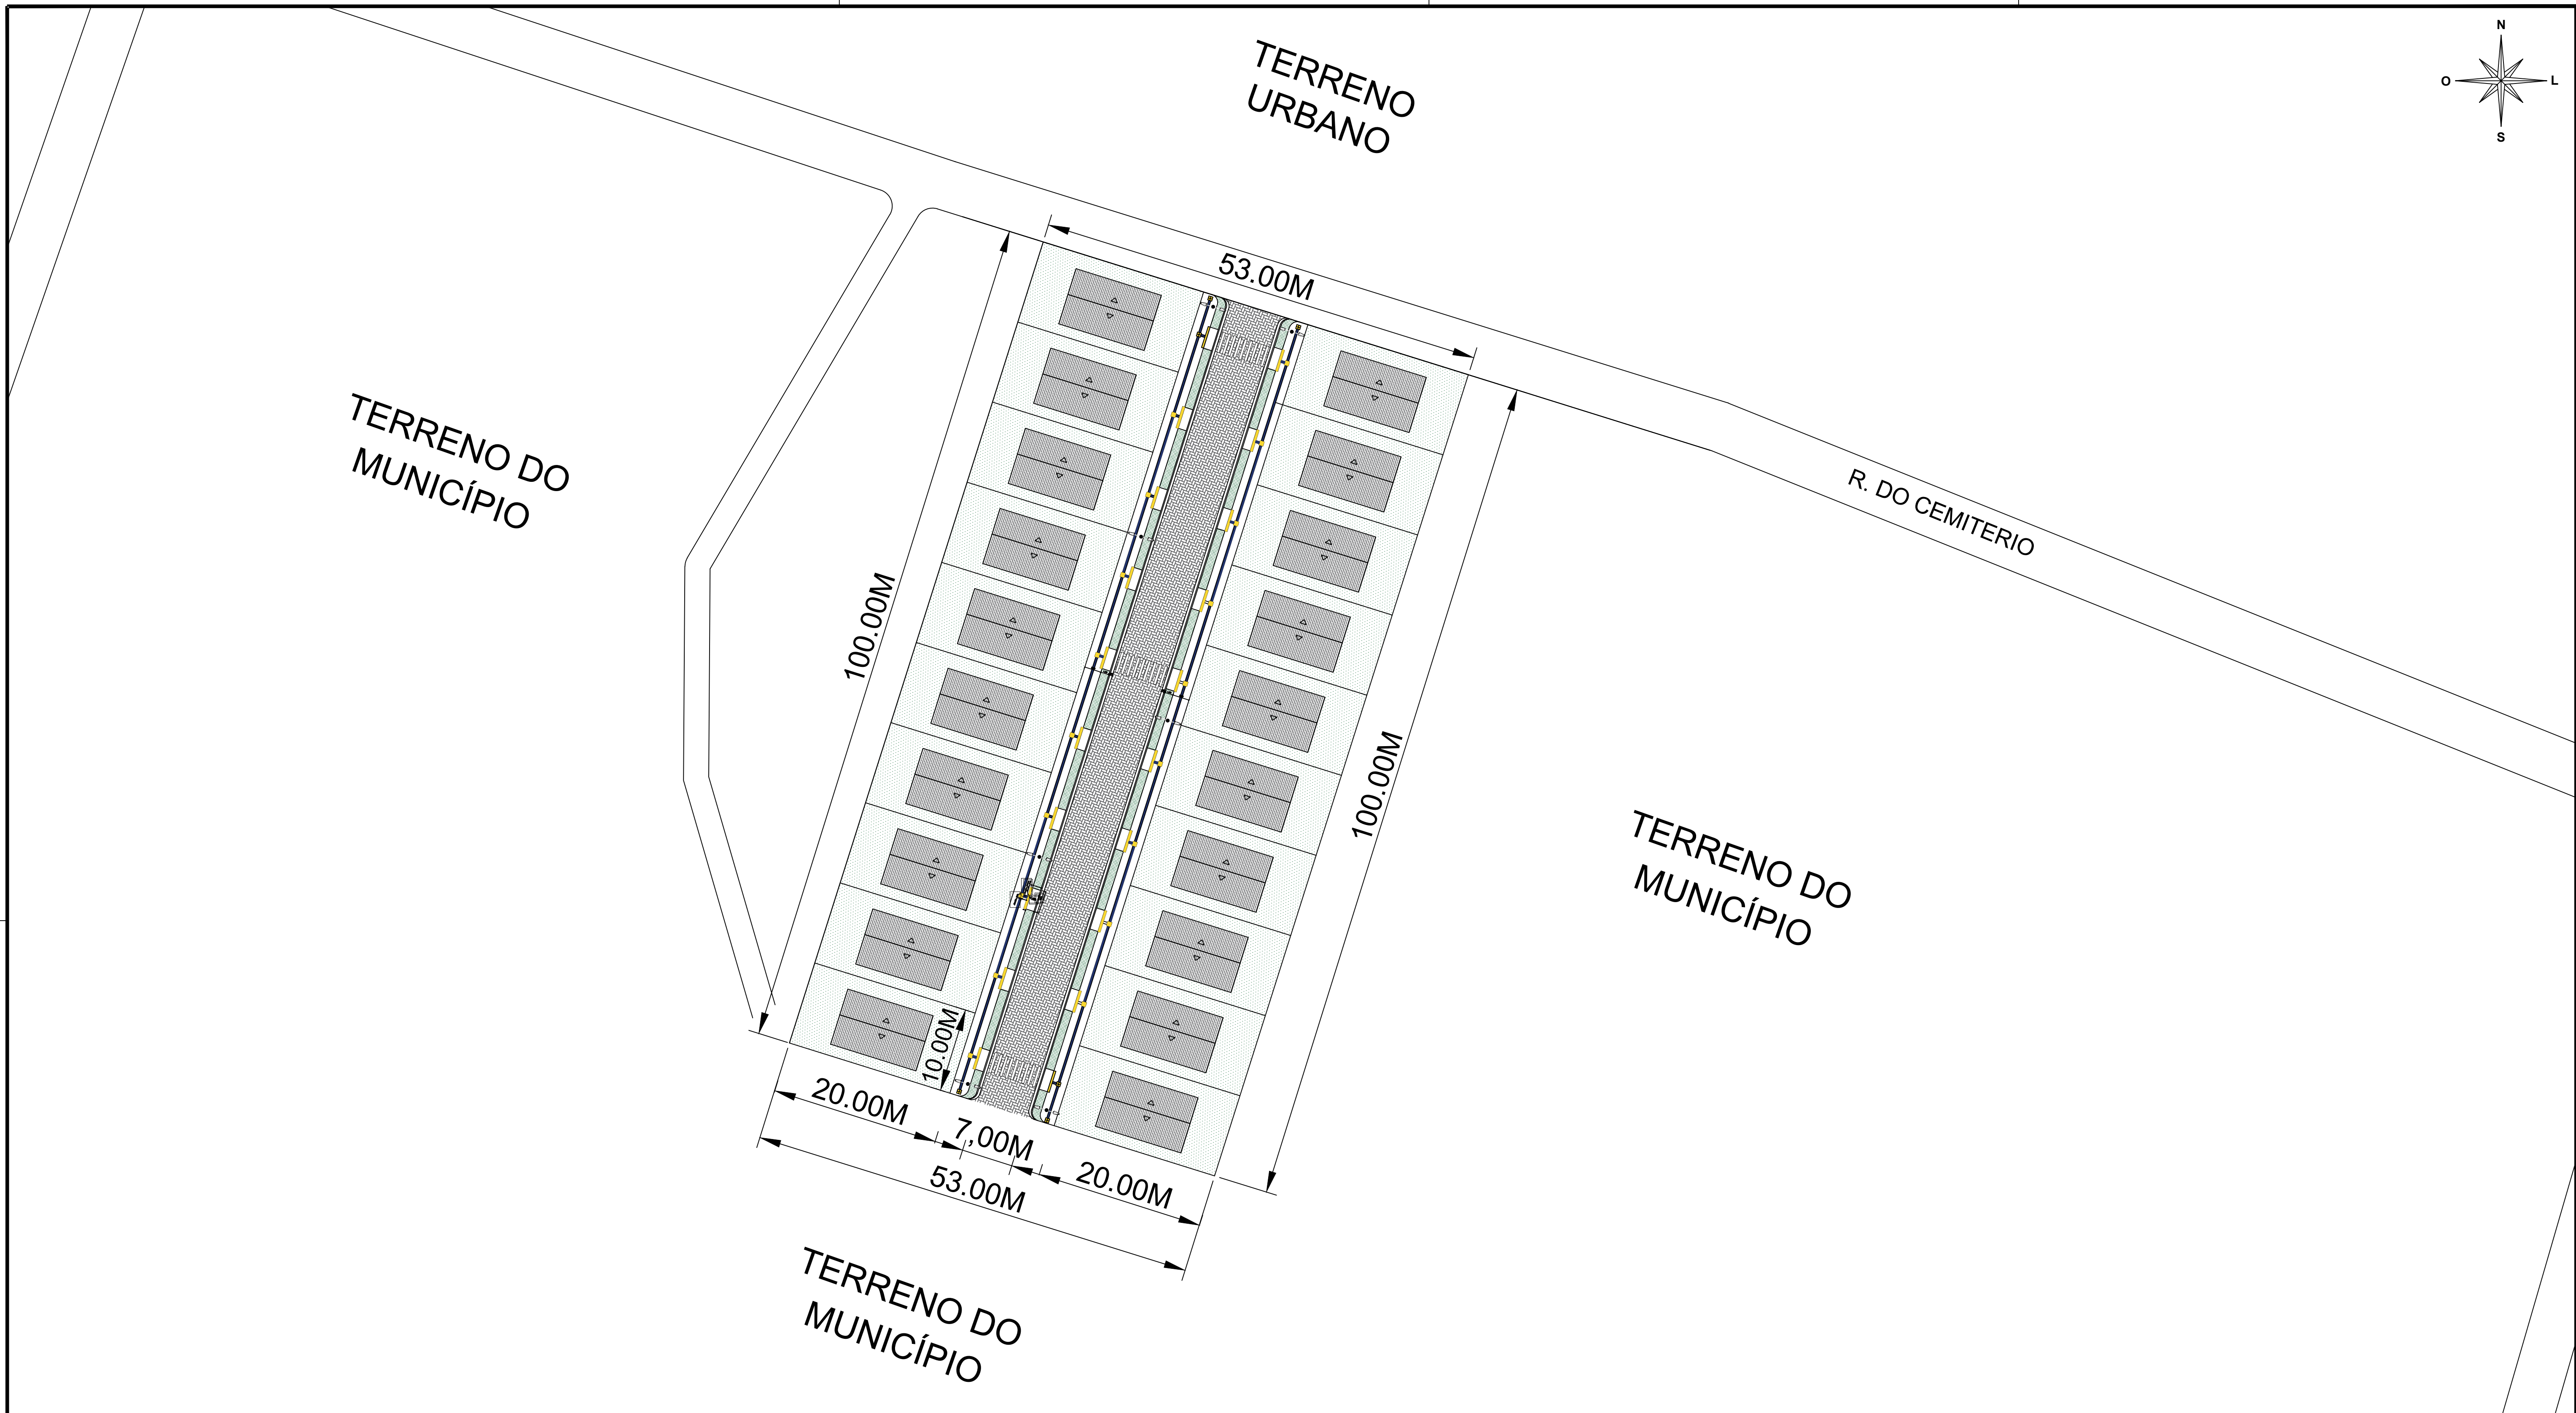 N
O
L
S
TERRENO
URBANO
53.00M
TERRENO DO
MUNICÍPIO
R. DO CEMITERIO
100.00M
100.00M
TERRENO DO
MUNICÍPIO
10.00M
20.00M
7,00M
20.00M
53.00M
TERRENO DO
MUNICÍPIO